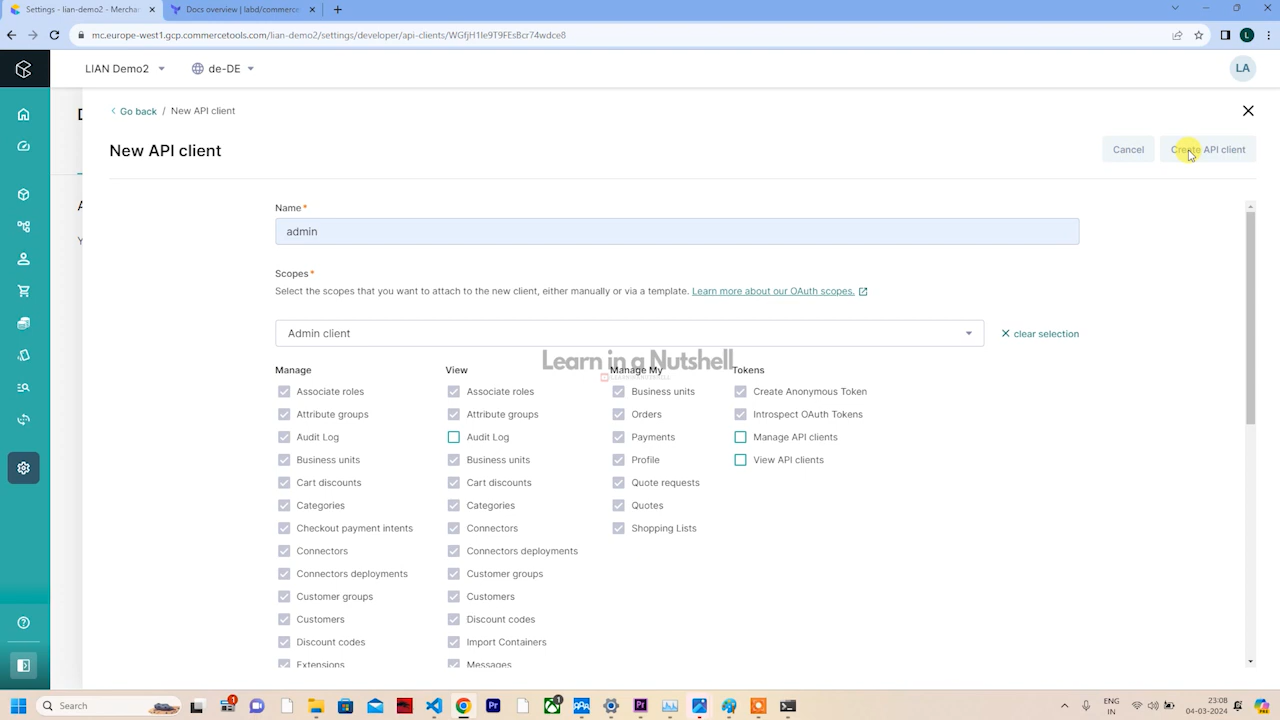 Settings - lian-demo2 - Merchan
Docs overview | labd/commerce
mc.europe-west1.gcp.commercetools.com/lian-demo2/settings/developer/api-clients/WGfjH1Ie9T9FEsBcr74wdce8
LIAN Demo2
de-DE
LA
Go back / New API client
New API client
Cancel
Create API client
Name*
admin
Scopes*
Select the scopes that you want to attach to the new client, either manually or via a template. Learn more about our OAuth scopes.
Admin client
clear selection
Learn in a Nutshell
Manage
View
Manage My
Tokens
Associate roles
Associate roles
Business units
Create Anonymous Token
Attribute groups
Attribute groups
Orders
Introspect OAuth Tokens
Audit Log
Audit Log
Payments
Manage API clients
Business units
Business units
Profile
View API clients
Cart discounts
Cart discounts
Quote requests
Categories
Categories
Quotes
Checkout payment intents
Connectors
Shopping Lists
Connectors
Connectors deployments
Connectors deployments
Customer groups
Customer groups
Customers
Customers
Discount codes
Discount codes
Import Containers
Extensions
Messages
Search
1
1
ENG
IN
23:08
04-03-2024